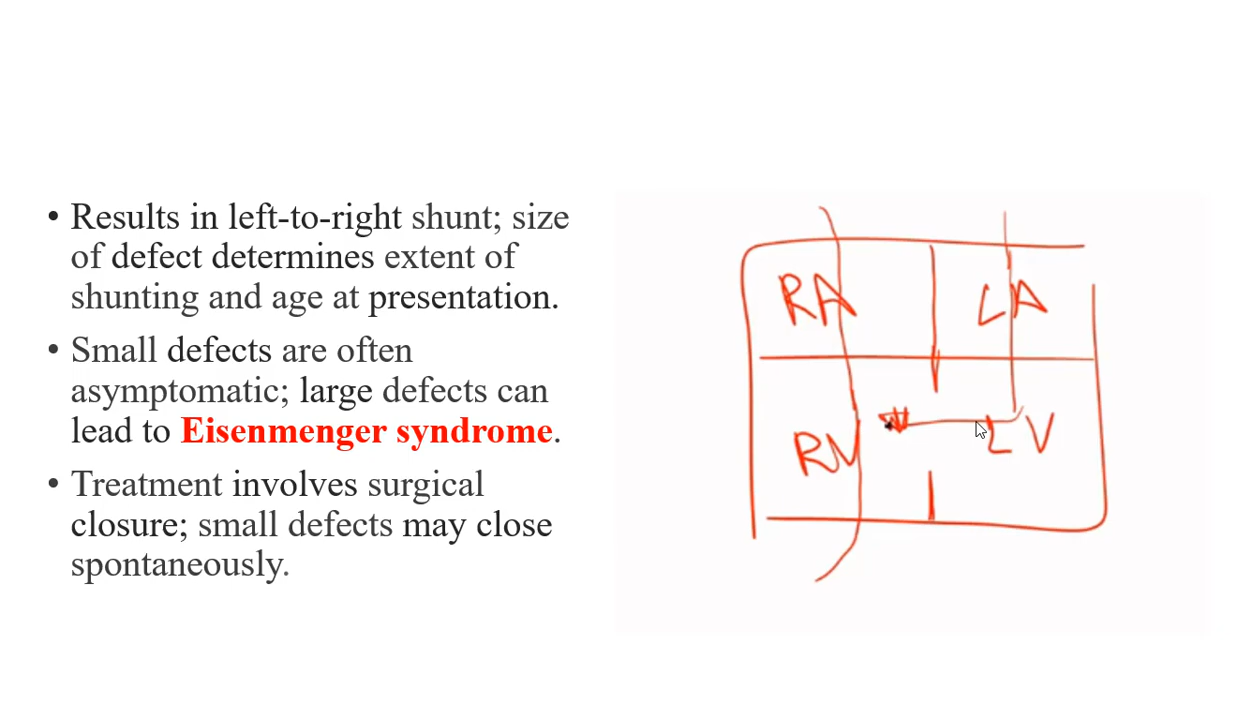 • Results in left-to-right shunt; size
of defect determines extent of
shunting and age at presentation.
• Small defects are often
asymptomatic; large defects can
lead to Eisenmenger syndrome.
• Treatment involves surgical
closure; small defects may close
spontaneously.
RA LA
RV LV